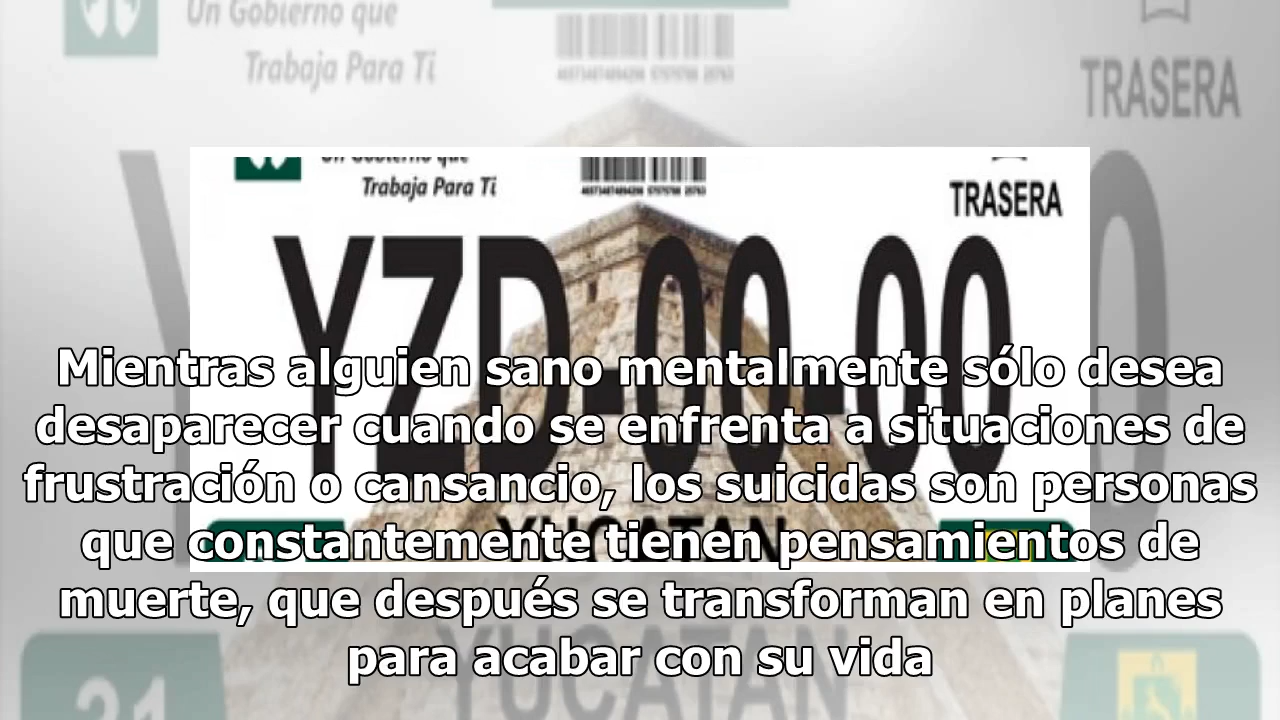 Un Gobierno que
Trabaja Para Ti
TRASERA
Un Gobierno que
Trabaja Para Ti
TRASERA
YZD-00-00
Mientras alguien sano mentalmente sólo desea
desaparecer cuando se enfrenta a situaciones de
frustración o cansancio, los suicidas son personas
que constantemente tienen pensamientos de
muerte, que después se transforman en planes
para acabar con su vida
YUCATAN
YUCATAN
31